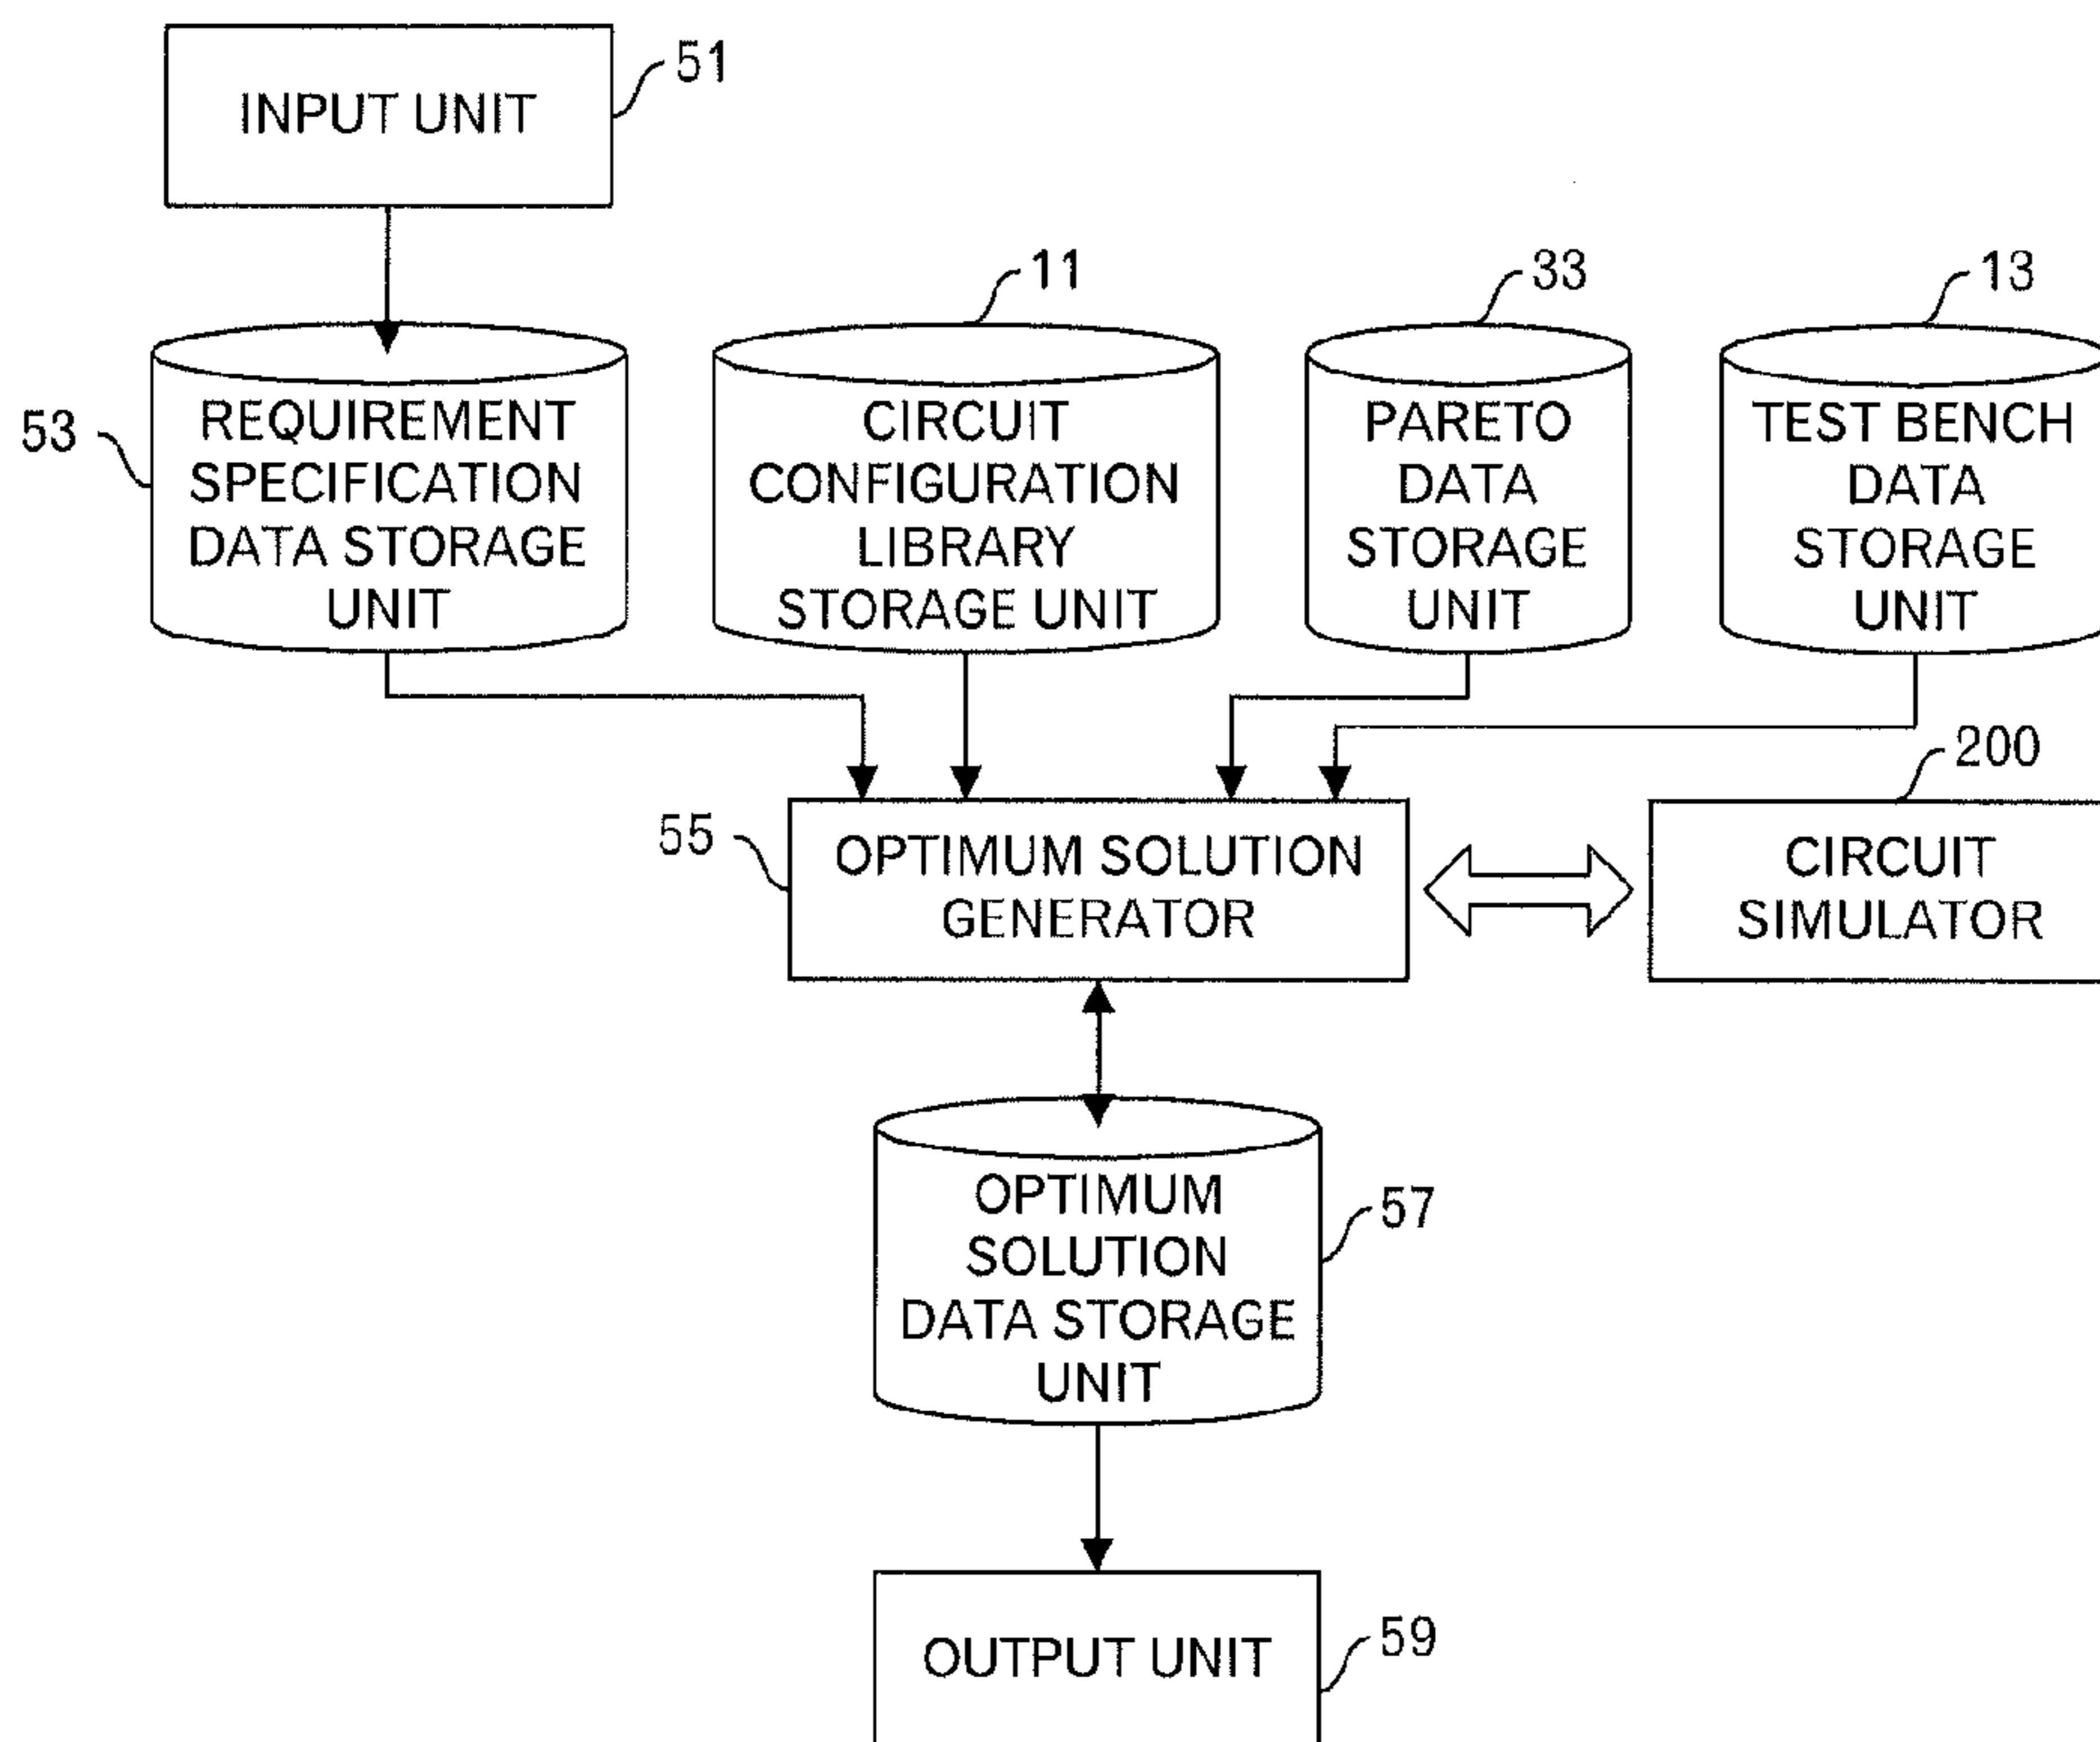 51
INPUT UNIT
11
33
13
53
REQUIREMENT
SPECIFICATION
DATA STORAGE
UNIT
CIRCUIT
CONFIGURATION
LIBRARY
STORAGE UNIT
PARETO
DATA
STORAGE
UNIT
TEST BENCH
DATA
STORAGE
UNIT
200
55
OPTIMUM SOLUTION
GENERATOR
CIRCUIT
SIMULATOR
OPTIMUM
SOLUTION
DATA STORAGE
UNIT
57
OUTPUT UNIT
59